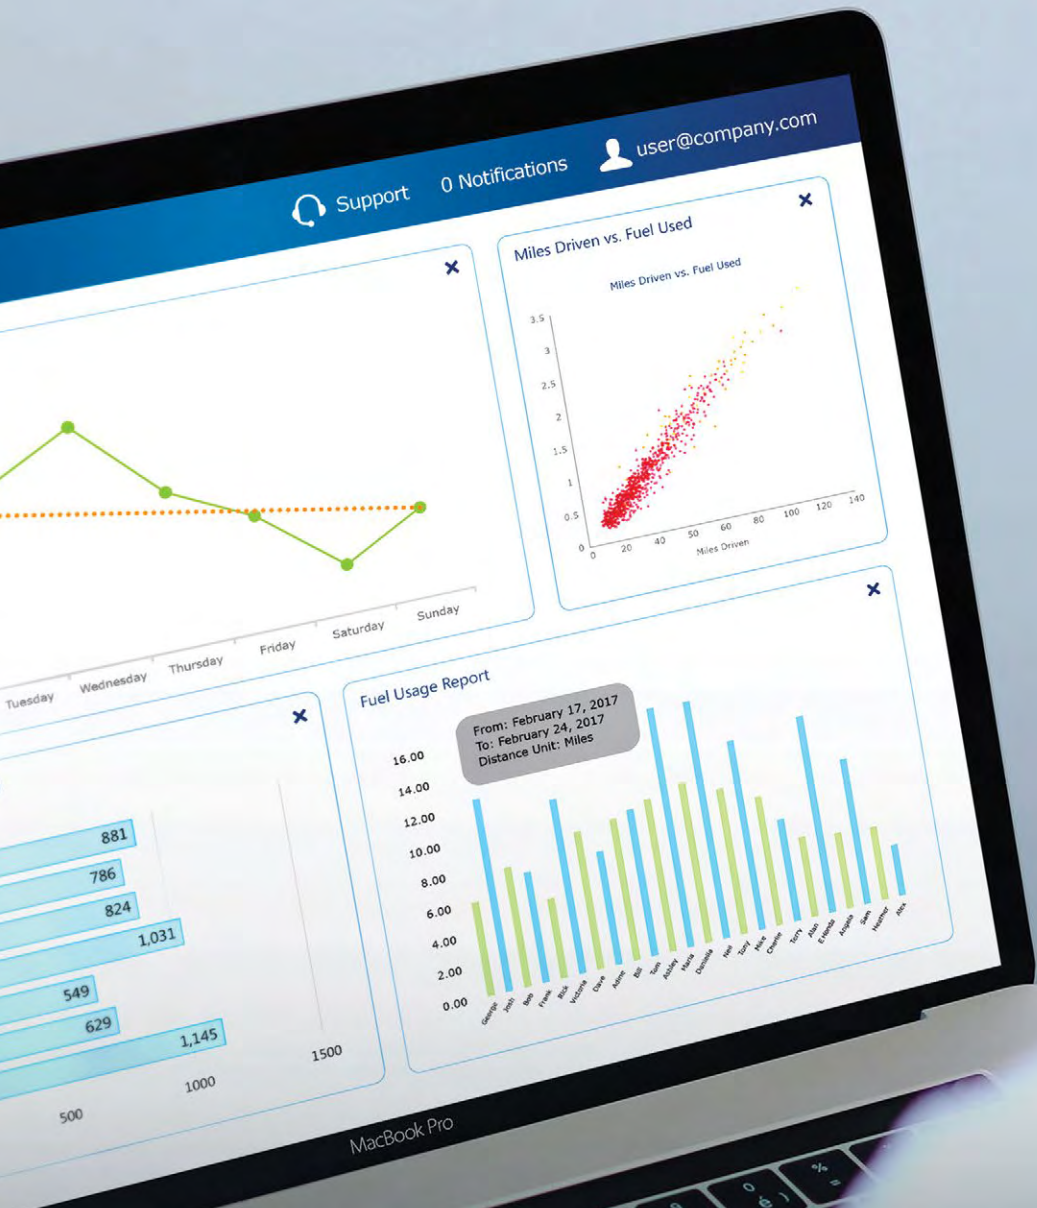 Support
0 Notifications
user@company.com
Miles Driven vs. Fuel Used
Miles Driven vs. Fuel Used
3.5
3
2.5
2
1.5
1
0.5
0
0 20 40 50 60 80 100 120 140
Miles Driven
Tuesday Wednesday Thursday Friday Saturday Sunday
881
786
824
1,031
549
629
1,145
500 1000 1500
Fuel Usage Report
From: February 17, 2017
To: February 24, 2017
Distance Unit: Miles
16.00
14.00
12.00
10.00
8.00
6.00
4.00
2.00
0.00
George Josh Bob Frank Rick Victoria Dave Adine Bill Tom Ashley Maria Daniella Neil Tony Mike Charlie Terry Alan E Honda Angela Sam Heather Alex
MacBook Pro
% =
0 é )